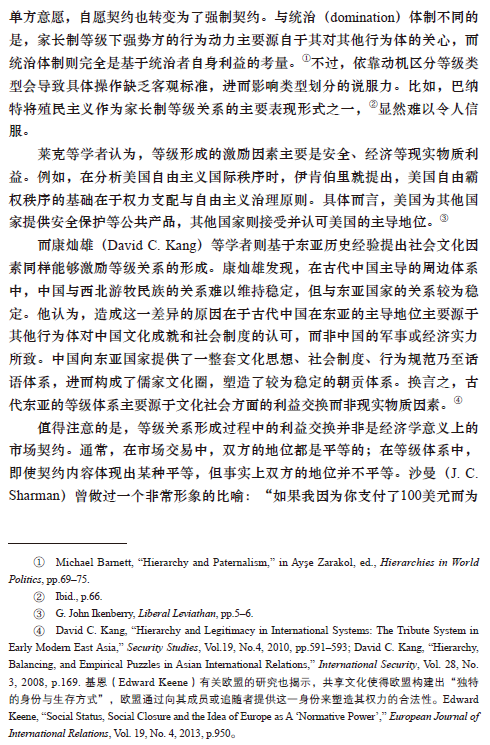 单方意愿，自愿契约也转变为了强制契约。与统治（domination）体制不同的
是，家长制等级下强势方的行为动力主要源自于其对其他行为体的关心，而
统治体制则完全是基于统治者自身利益的考量。①不过，依靠动机区分等级类
型会导致具体操作缺乏客观标准，进而影响类型划分的说服力。比如，巴纳
特将殖民主义作为家长制等级关系的主要表现形式之一，②显然难以令人信
服。
莱克等学者认为，等级形成的激励因素主要是安全、经济等现实物质利
益。例如，在分析美国自由主义国际秩序时，伊肯伯里就提出，美国自由霸
权秩序的基础在于权力支配与自由主义治理原则。具体而言，美国为其他国
家提供安全保护等公共产品，其他国家则接受并认可美国的主导地位。③
而康灿雄（David C. Kang）等学者则基于东亚历史经验提出社会文化因
素同样能够激励等级关系的形成。康灿雄发现，在古代中国主导的周边体系
中，中国与西北游牧民族的关系难以维持稳定，但与东亚国家的关系较为稳
定。他认为，造成这一差异的原因在于古代中国在东亚的主导地位主要源于
其他行为体对中国文化成就和社会制度的认可，而非中国的军事或经济实力
所致。中国向东亚国家提供了一整套文化思想、社会制度、行为规范乃至话
语体系，进而构成了儒家文化圈，塑造了较为稳定的朝贡体系。换言之，古
代东亚的等级体系主要源于文化社会方面的利益交换而非现实物质因素。④
值得注意的是，等级关系形成过程中的利益交换并非是经济学意义上的
市场契约。通常，在市场交易中，双方的地位都是平等的；在等级体系中，
即使契约内容体现出某种平等，但事实上双方的地位并不平等。沙曼（J. C.
Sharman）曾做过一个非常形象的比喻：“如果我因为你支付了100美元而为
① Michael Barnett, “Hierarchy and Paternalism,” in Ayşe Zarakol, ed., Hierarchies in World
Politics, pp.69–75.
② Ibid., p.66.
③ G. John Ikenberry, Liberal Leviathan, pp.5–6.
④ David C. Kang, “Hierarchy and Legitimacy in International Systems: The Tribute System in
Early Modern East Asia,” Security Studies, Vol.19, No.4, 2010, pp.591–593; David C. Kang, “Hierarchy,
Balancing, and Empirical Puzzles in Asian International Relations,” International Security, Vol. 28, No.
3, 2008, p.169. 基恩（Edward Keene）有关欧盟的研究也揭示，共享文化使得欧盟构建出“独特
的身份与生存方式”，欧盟通过向其成员或追随者提供这一身份来塑造其权力的合法性。Edward
Keene, “Social Status, Social Closure and the Idea of Europe as A ‘Normative Power’,” European Journal of
International Relations, Vol. 19, No. 4, 2013, p.950。